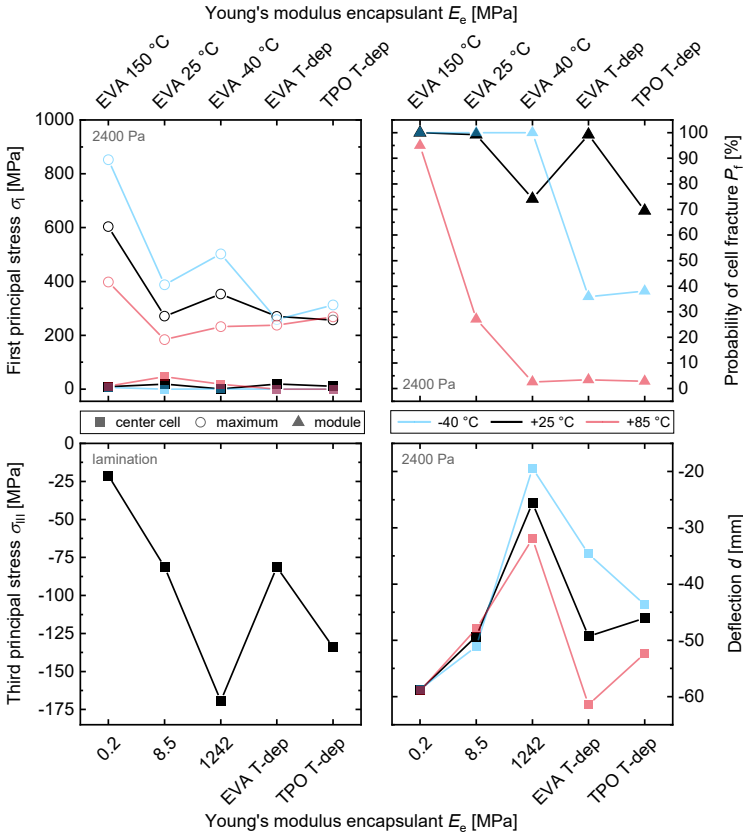 Young's modulus encapsulant Eₑ [MPa]
EVA 150 °C EVA 25 °C EVA -40 °C EVA T-dep TPO T-dep EVA 150 °C EVA 25 °C EVA -40 °C EVA T-dep TPO T-dep
First principal stress σI [MPa]
1000
800
600
400
200
0
2400 Pa
2400 Pa
100
90
80
70
60
50
40
30
20
10
0
Probability of cell fracture Pf [%]
center cell maximum module
-40 °C +25 °C +85 °C
Third principal stress σIII [MPa]
0
-25
-50
-75
-100
-125
-150
-175
lamination
2400 Pa
-20
-30
-40
-50
-60
Deflection d [mm]
0.2 8.5 1242 EVA T-dep TPO T-dep 0.2 8.5 1242 EVA T-dep TPO T-dep
Young's modulus encapsulant Eₑ [MPa]